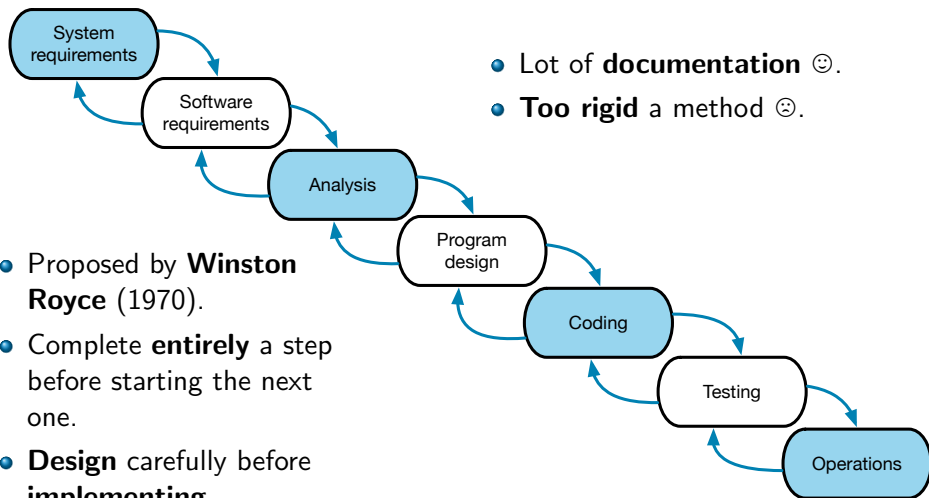 System
requirements
Software
requirements
Analysis
Program
design
Coding
Testing
Operations
• Lot of documentation ☺.
• Too rigid a method ☹.
• Proposed by Winston
Royce (1970).
• Complete entirely a step
before starting the next
one.
• Design carefully before
implementing